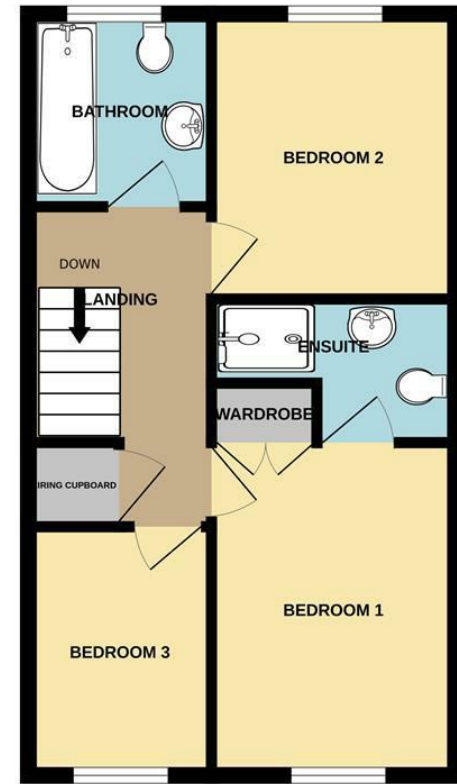 BATHROOM
BEDROOM 2
DOWN
LANDING
ENSUITE
WARDROBE
IRING CUPBOARD
BEDROOM 1
BEDROOM 3